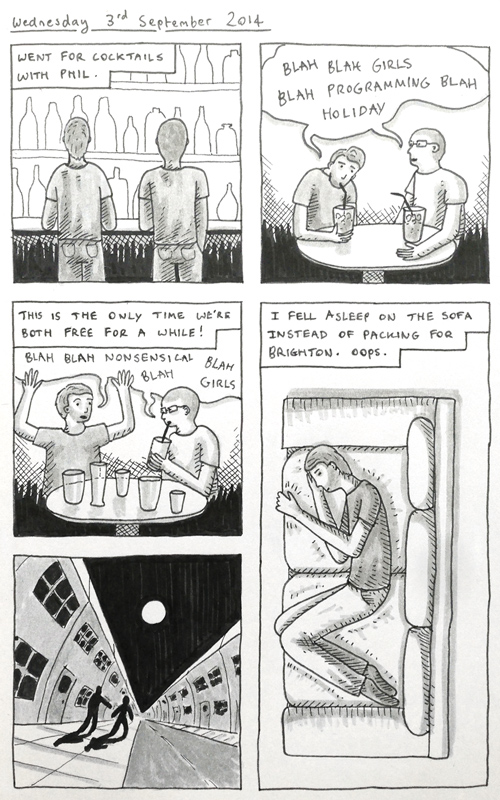 Wednesday 3rd September 2014
WENT FOR COCKTAILS
WITH PHIL.
BLAH BLAH GIRLS
BLAH PROGRAMMING BLAH
HOLIDAY
THIS IS THE ONLY TIME WE'RE
BOTH FREE FOR A WHILE!
BLAH BLAH NONSENSICAL
BLAH
BLAH
GIRLS
I FELL ASLEEP ON THE SOFA
INSTEAD OF PACKING FOR
BRIGHTON. OOPS.